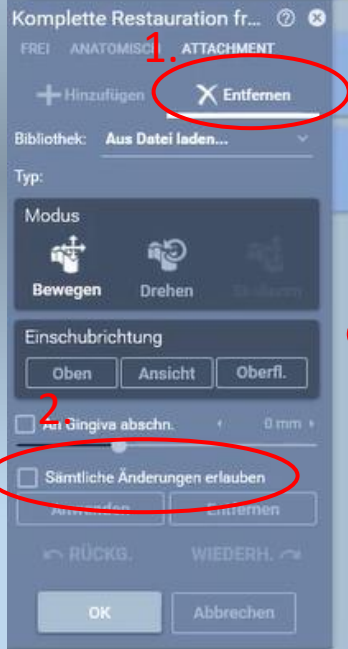 Komplette Restauration fr...
FREI ANATOMISCH ATTACHMENT
1.
Hinzufügen Entfernen
Bibliothek: Aus Datei laden...
Typ:
Modus
Bewegen Drehen
Einschubrichtung
Oben Ansicht Oberfl.
2.
An Gingiva abschn. 0 mm
Sämtliche Änderungen erlauben
Anwenden Entfernen
RÜCKG. WIEDERH.
OK Abbrechen